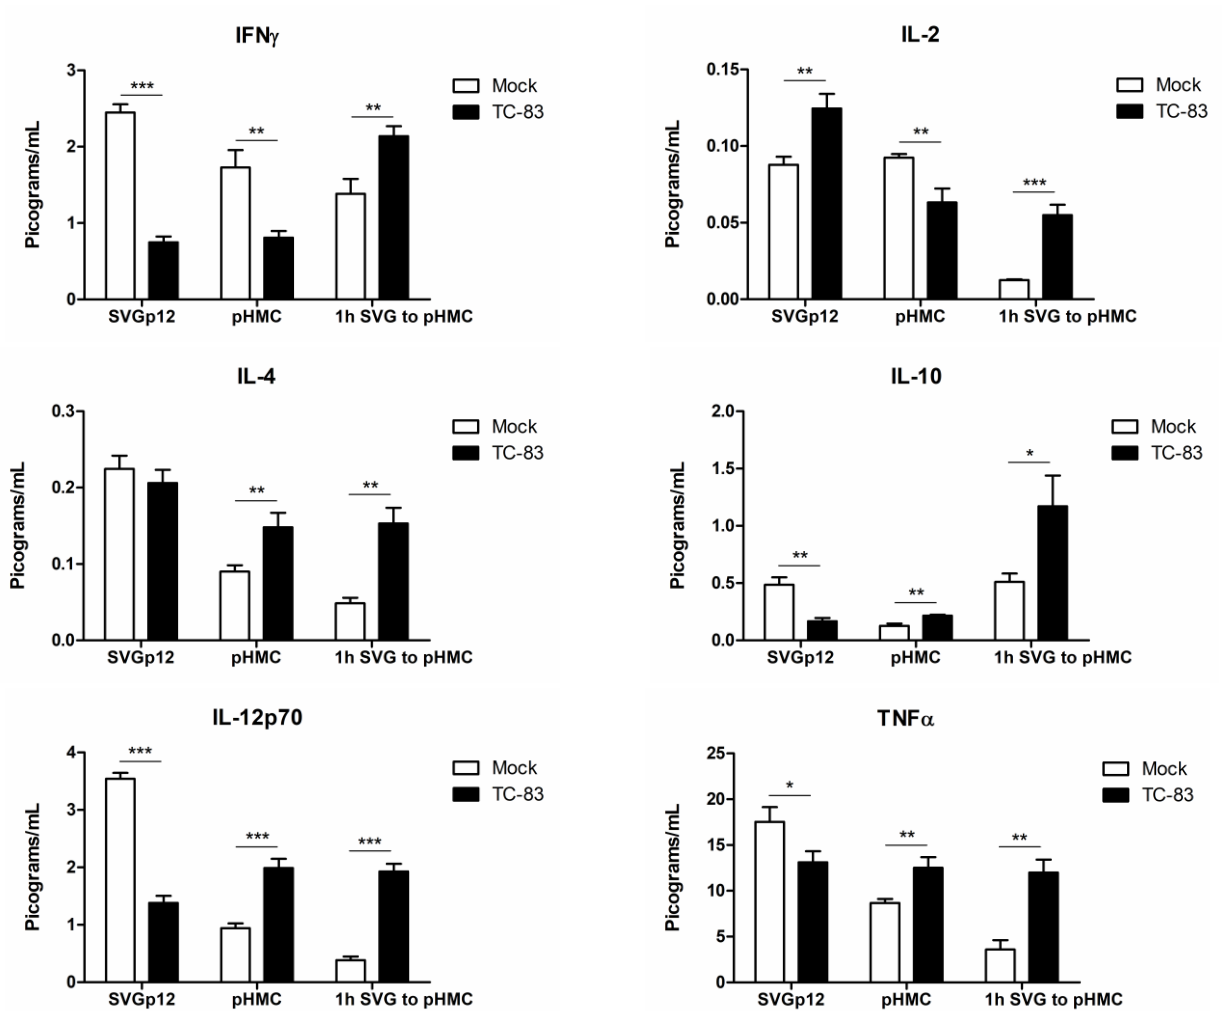 IFNγ
3
2
1
0
Picograms/mL
***
**
**
Mock
TC-83
SVGp12
pHMC
1h SVG to pHMC
IL-2
0.15
0.10
0.05
0.00
Picograms/mL
**
**
***
Mock
TC-83
SVGp12
pHMC
1h SVG to pHMC
IL-4
0.3
0.2
0.1
0.0
Picograms/mL
**
**
Mock
TC-83
SVGp12
pHMC
1h SVG to pHMC
IL-10
2.0
1.5
1.0
0.5
0.0
Picograms/mL
**
**
*
Mock
TC-83
SVGp12
pHMC
1h SVG to pHMC
IL-12p70
4
3
2
1
0
Picograms/mL
***
***
***
Mock
TC-83
SVGp12
pHMC
1h SVG to pHMC
TNFα
25
20
15
10
5
0
Picograms/mL
*
**
**
Mock
TC-83
SVGp12
pHMC
1h SVG to pHMC